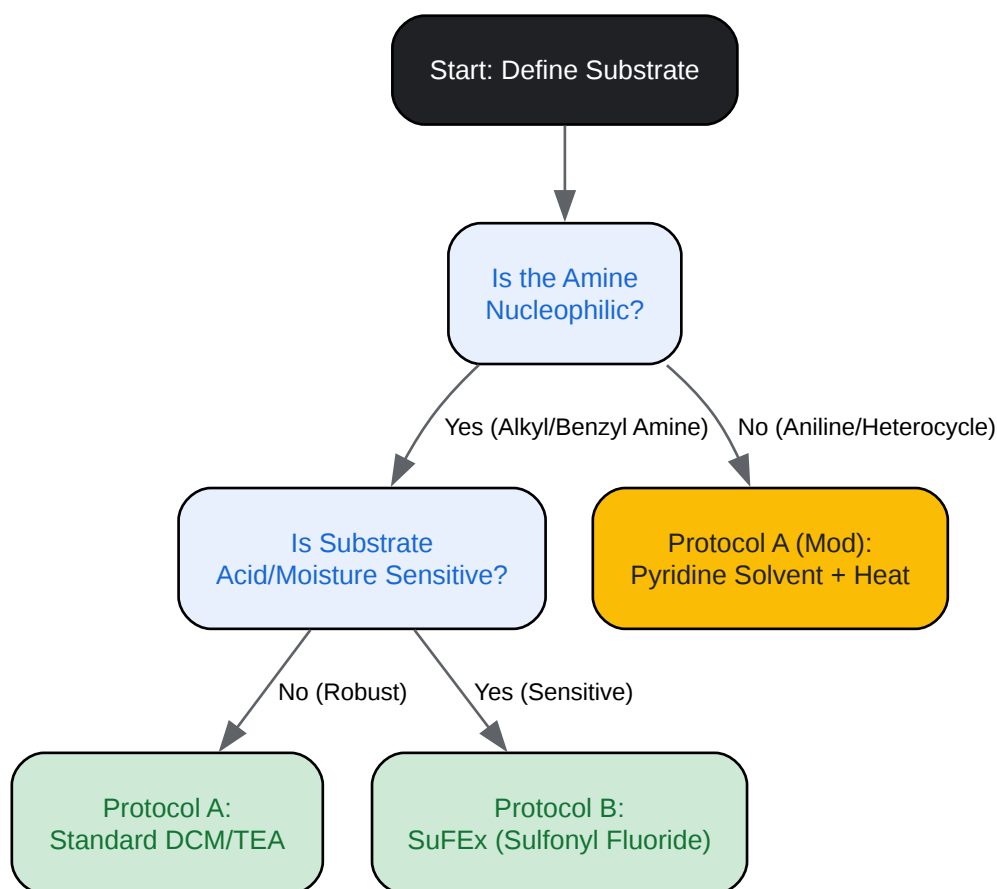 Start: Define Substrate
Is the Amine
Nucleophilic?
Yes (Alkyl/Benzyl Amine)
No (Aniline/Heterocycle)
Is Substrate
Acid/Moisture Sensitive?
Protocol A (Mod):
Pyridine Solvent + Heat
No (Robust)
Yes (Sensitive)
Protocol A:
Standard DCM/TEA
Protocol B:
SuFEx (Sulfonyl Fluoride)